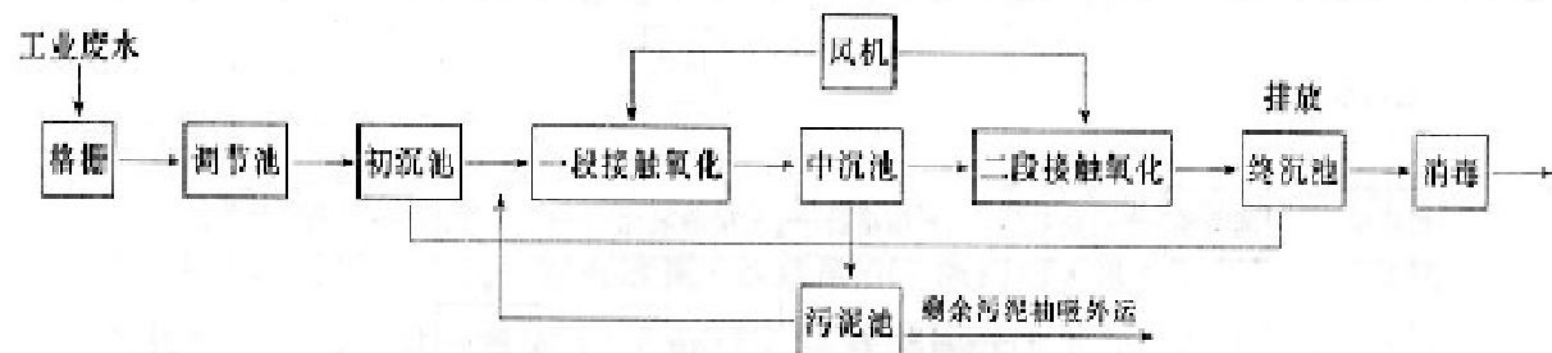 工业废水
风机
排放
格栅
调节池
初沉池
一段接触氧化
中沉池
二段接触氧化
终沉池
消毒
污泥池
剩余污泥抽吸外运